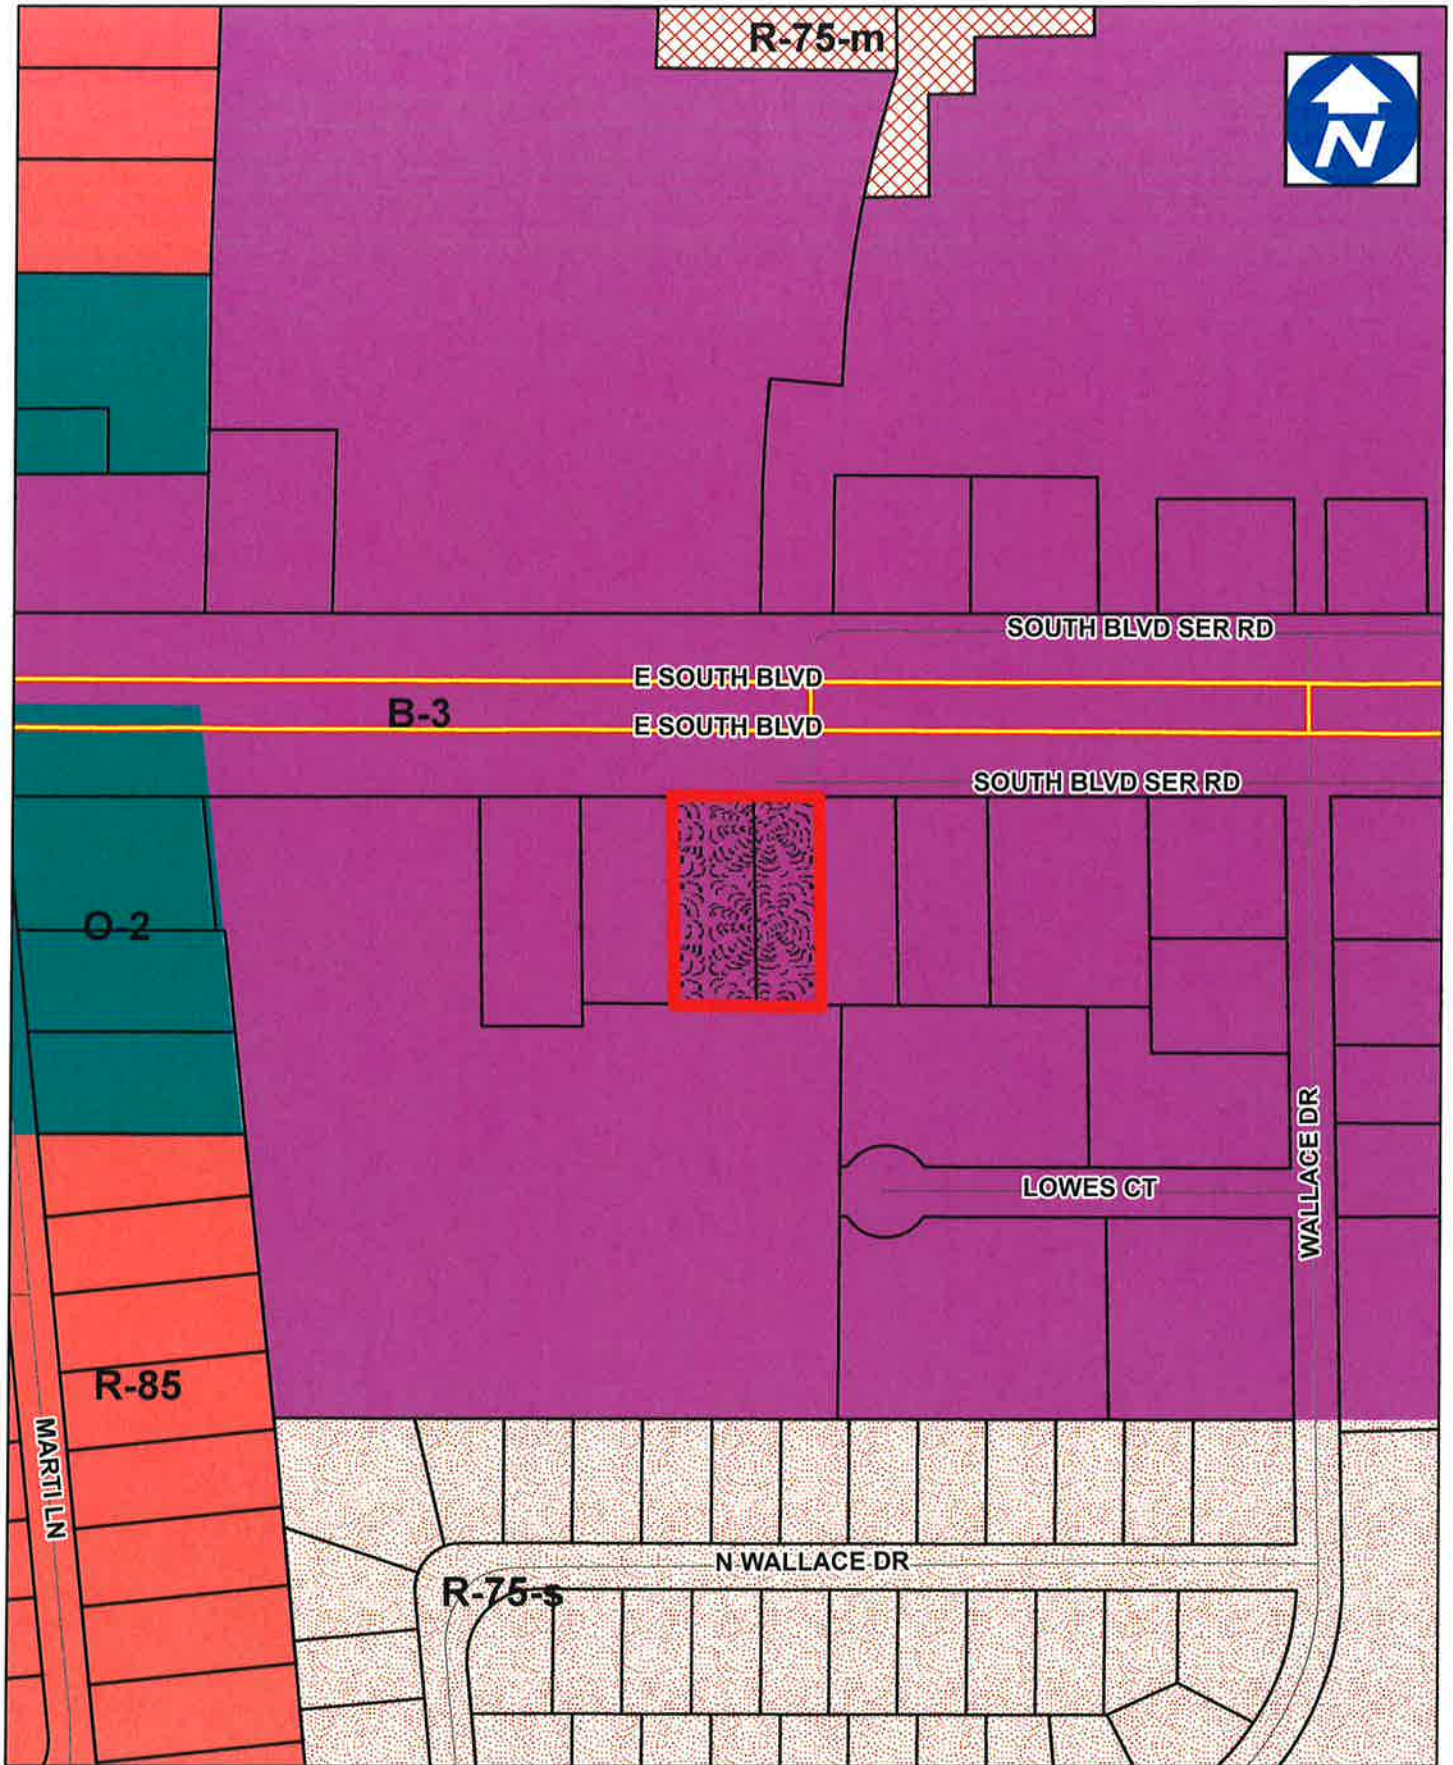 R-75-m
N
SOUTH BLVD SER RD
E SOUTH BLVD
B-3
E SOUTH BLVD
SOUTH BLVD SER RD
O-2
WALLACE DR
LOWES CT
R-85
MARTI LN
N WALLACE DR
R-75-s